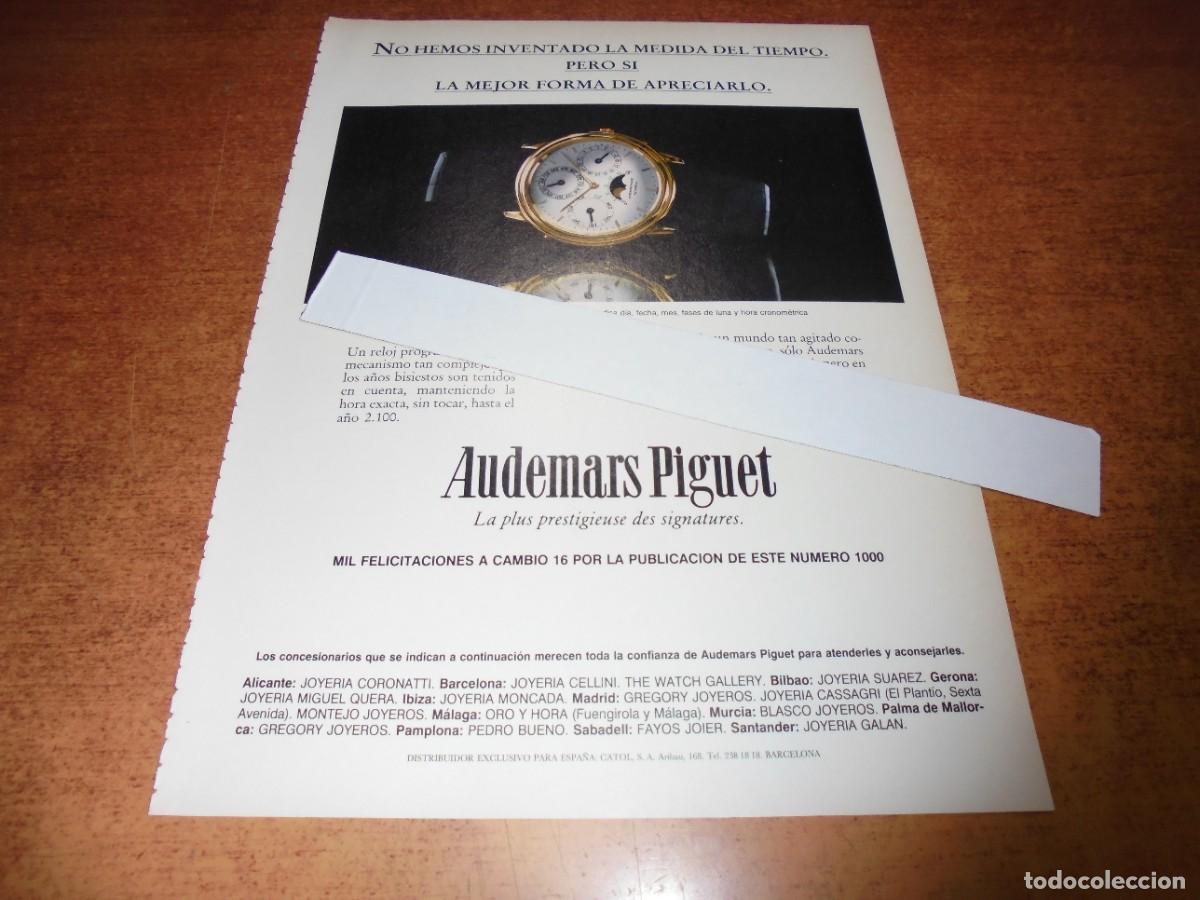 NO HEMOS INVENTADO LA MEDIDA DEL TIEMPO.
PERO SI
LA MEJOR FORMA DE APRECIARLO.
día, fecha, mes, fases de luna y hora cronométrica
Un reloj
mecanismo tan
los años bisiestos son tenidos
en cuenta, manteniendo la
hora exacta, sin tocar, hasta el
año 2.100.
un mundo tan agitado co-
sólo Audemars
en
Audemars Piguet
La plus prestigieuse des signatures.
MIL FELICITACIONES A CAMBIO 16 POR LA PUBLICACION DE ESTE NUMERO 1000
Los concesionarios que se indican a continuación merecen toda la confianza de Audemars Piguet para atenderles y aconsejarles.
Alicante: JOYERIA CORONATTI. Barcelona: JOYERIA CELLINI. THE WATCH GALLERY. Bilbao: JOYERIA SUAREZ. Gerona:
JOYERIA MIGUEL QUERA. Ibiza: JOYERIA MONCADA. Madrid: GREGORY JOYEROS. JOYERIA CASSAGRI (El Plantío, Sexta
Avenida). MONTEJO JOYEROS. Málaga: ORO Y HORA (Fuengirola y Málaga). Murcia: BLASCO JOYEROS. Palma de Mallor-
ca: GREGORY JOYEROS. Pamplona: PEDRO BUENO. Sabadell: FAYOS JOIER. Santander: JOYERIA GALAN.
DISTRIBUIDOR EXCLUSIVO PARA ESPAÑA: CATOL, S. A. Aribau, 168. Tel. 238 18 18. BARCELONA
todocoleccion